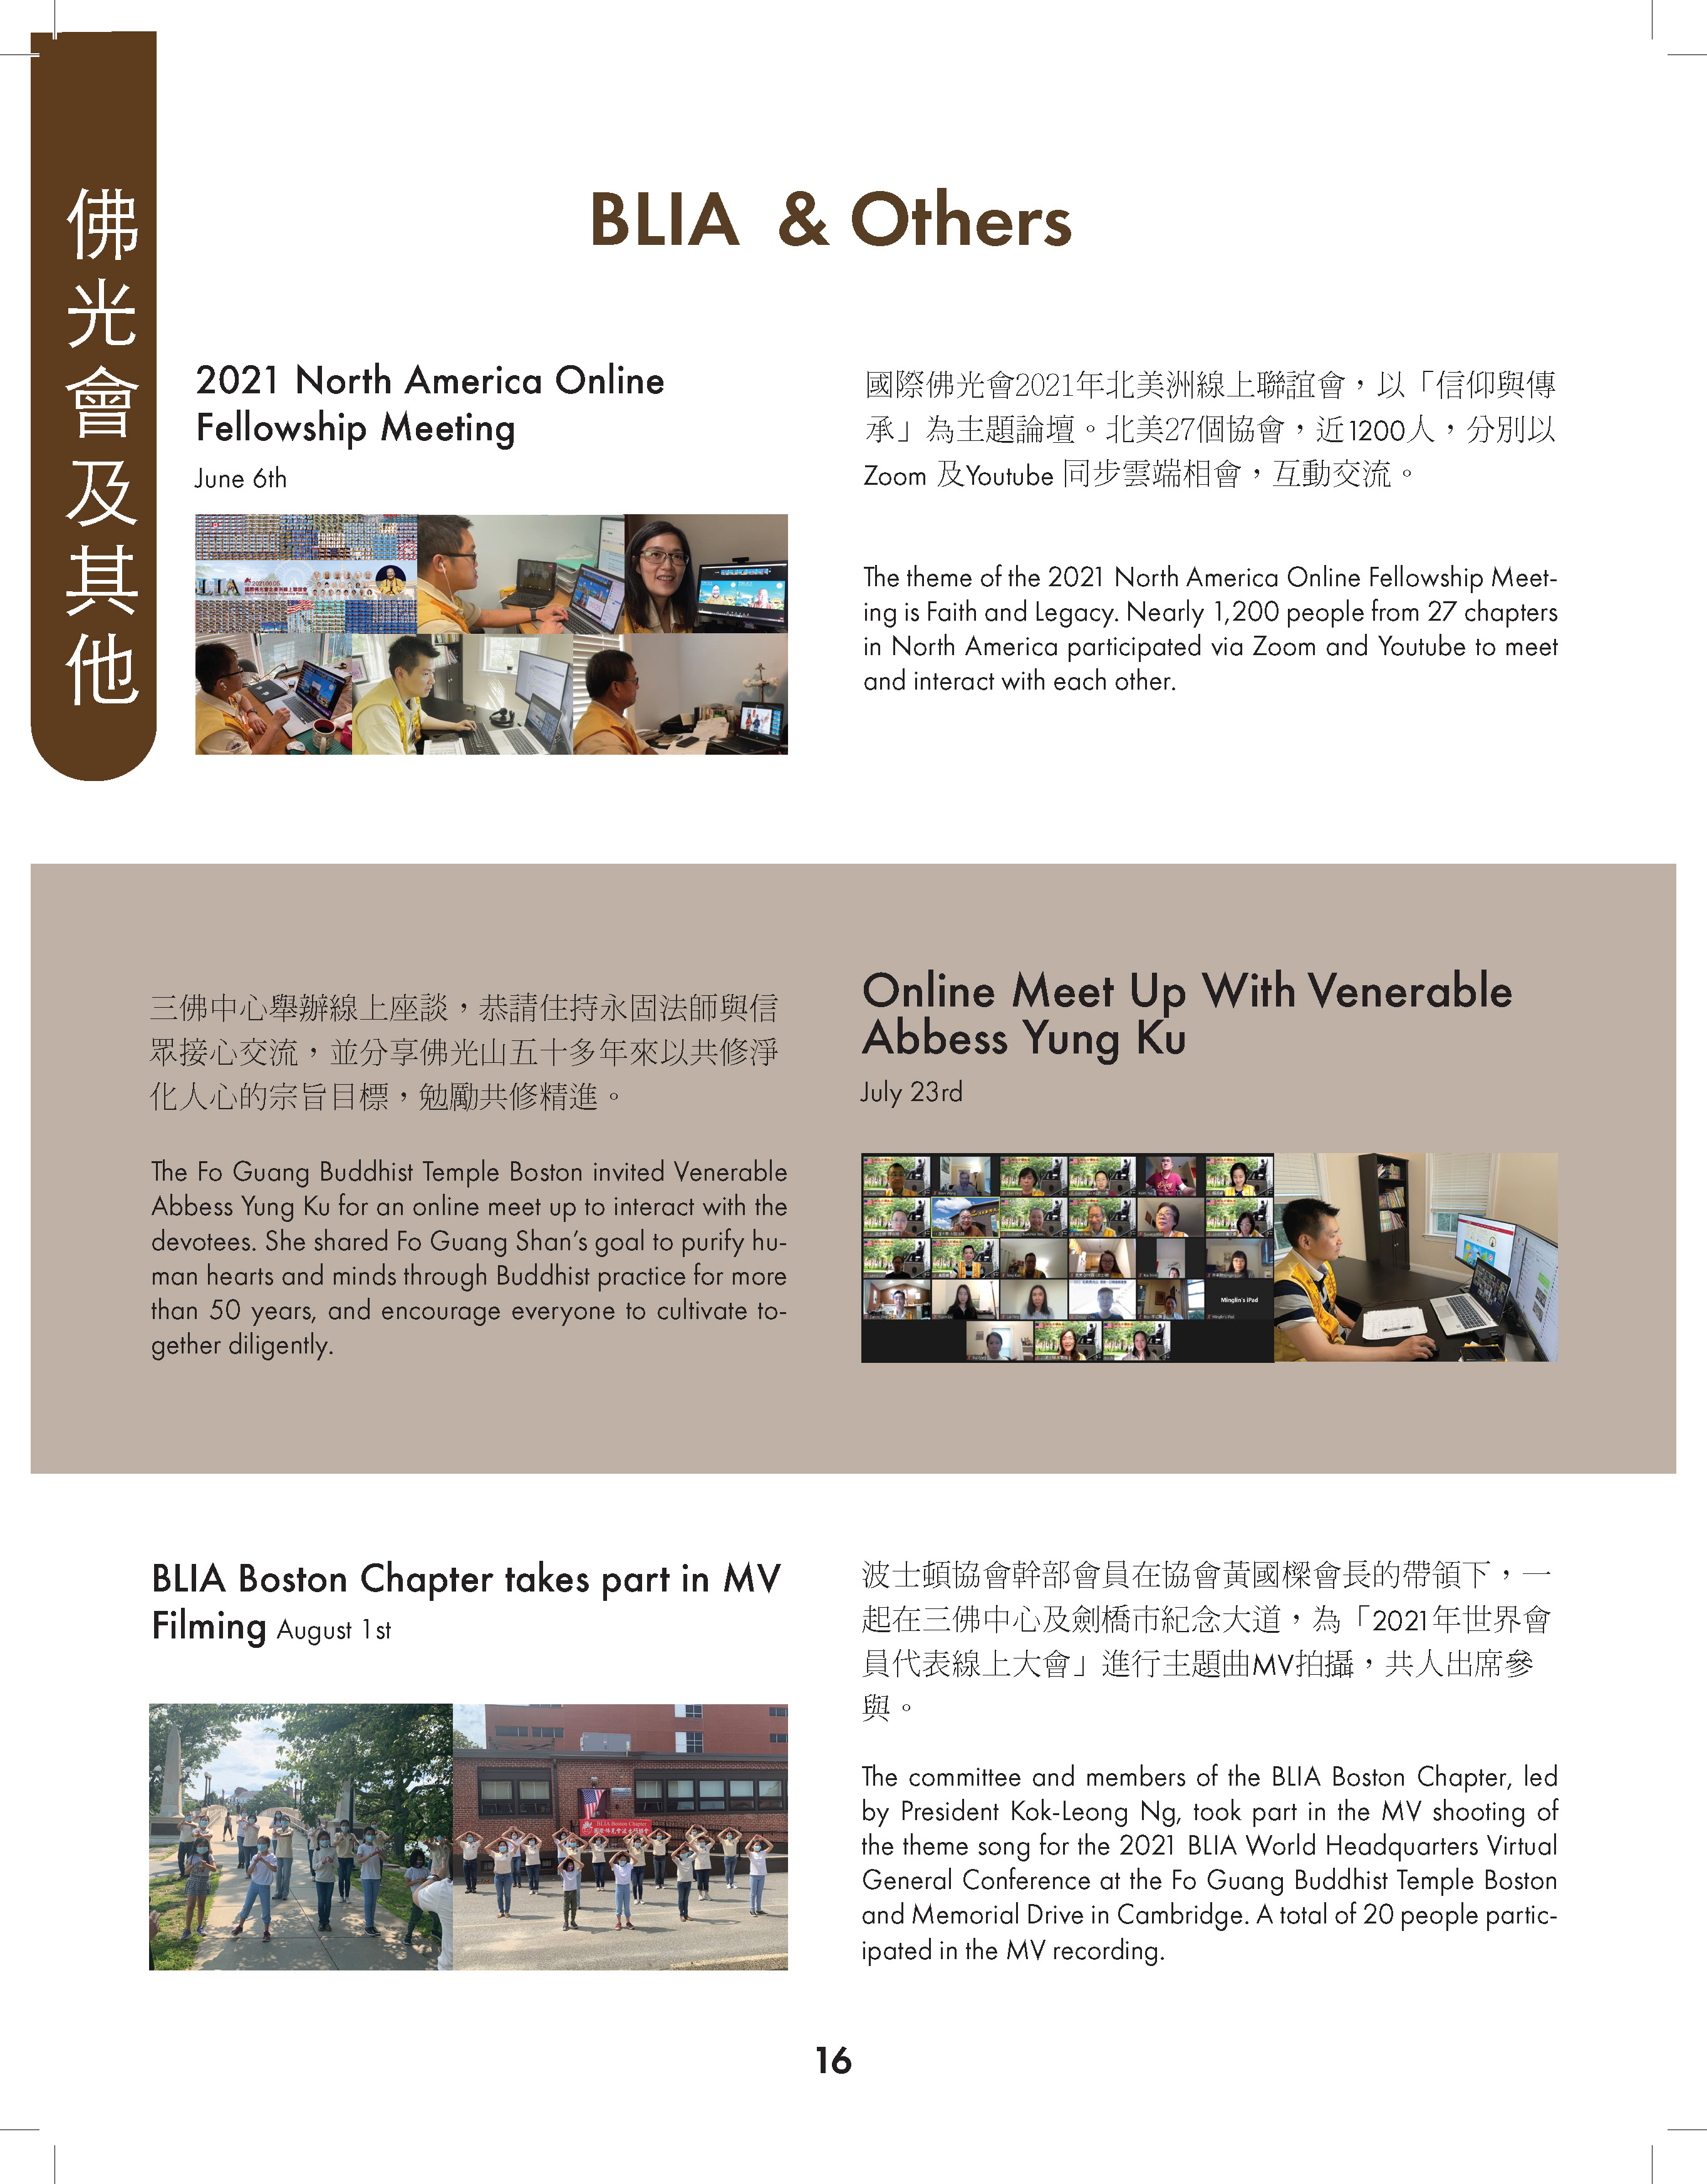 佛光會及其他
BLIA & Others
2021 North America Online
Fellowship Meeting
June 6th
LIA
國際佛光會2021年北美洲線上聯誼會，以「信仰與傳
承」為主題論壇。北美27個協會，近1200人，分別以
Zoom 及Youtube 同步雲端相會，互動交流。
The theme of the 2021 North America Online Fellowship Meet-
ing is Faith and Legacy. Nearly 1,200 people from 27 chapters
in North America participated via Zoom and Youtube to meet
and interact with each other.
三佛中心舉辦線上座談，恭請住持永固法師與信
眾接心交流，並分享佛光山五十多年來以共修淨
化人心的宗旨目標，勉勵共修精進。
The Fo Guang Buddhist Temple Boston invited Venerable
Abbess Yung Ku for an online meet up to interact with the
devotees. She shared Fo Guang Shan’s goal to purify hu-
man hearts and minds through Buddhist practice for more
than 50 years, and encourage everyone to cultivate to-
gether diligently.
Online Meet Up With Venerable
Abbess Yung Ku
July 23rd
Minglin's iPad
BLIA Boston Chapter takes part in MV
Filming August 1st
BLIA Boston Chapter
國際佛光會波士頓協會
波士頓協會幹部會員在協會黃國樑會長的帶領下，一
起在三佛中心及劍橋市紀念大道，為「2021年世界會
員代表線上大會」進行主題曲MV拍攝，共人出席參
與。
The committee and members of the BLIA Boston Chapter, led
by President Kok-Leong Ng, took part in the MV shooting of
the theme song for the 2021 BLIA World Headquarters Virtual
General Conference at the Fo Guang Buddhist Temple Boston
and Memorial Drive in Cambridge. A total of 20 people partic-
ipated in the MV recording.
16